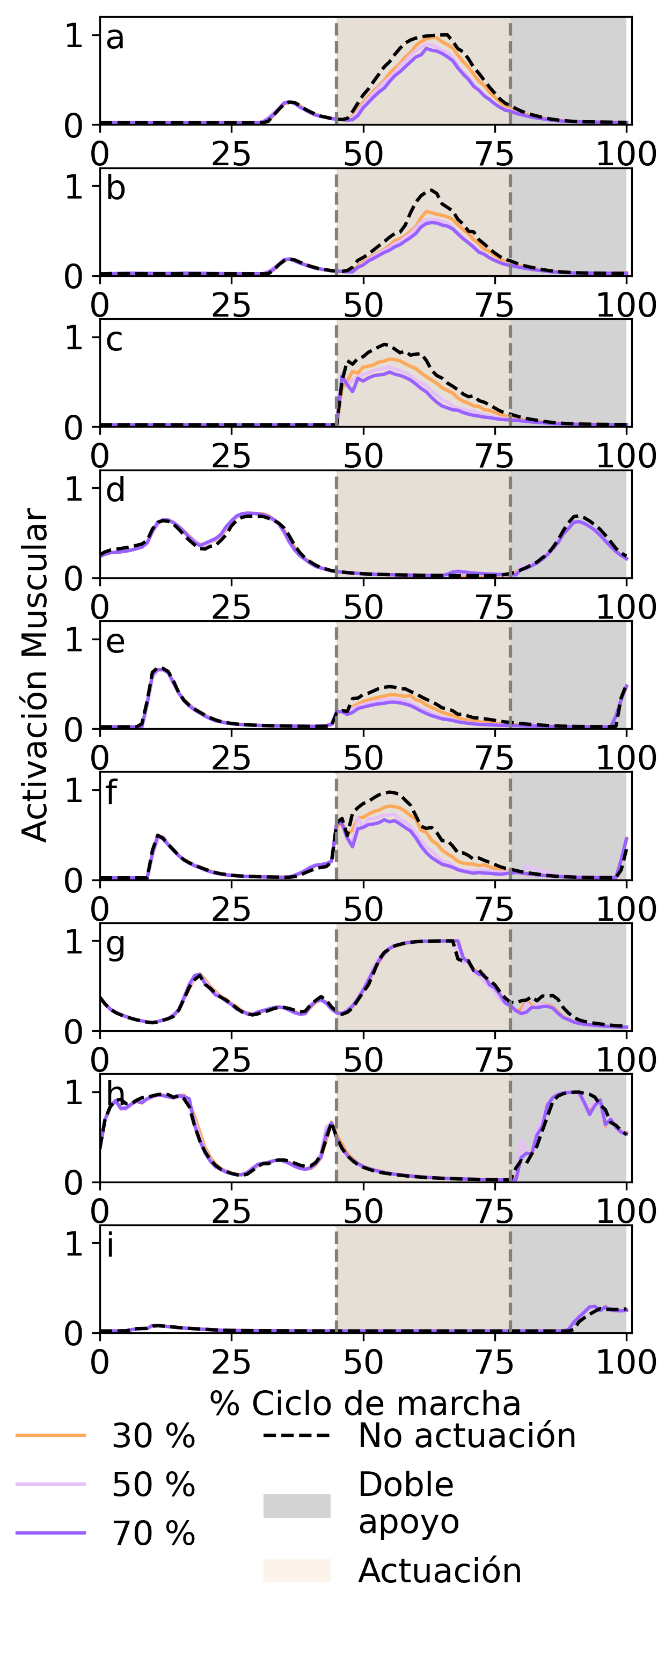 a
1
0
0 25 50 75 100
b
1
0
0 25 50 75 100
c
1
0
0 25 50 75 100
d
1
0
0 25 50 75 100
e
1
0
0 25 50 75 100
f
1
0
0 25 50 75 100
g
1
0
0 25 50 75 100
h
1
0
0 25 50 75 100
i
1
0
0 25 50 75 100
Activación Muscular
% Ciclo de marcha
30 %
50 %
70 %
No actuación
Doble
apoyo
Actuación